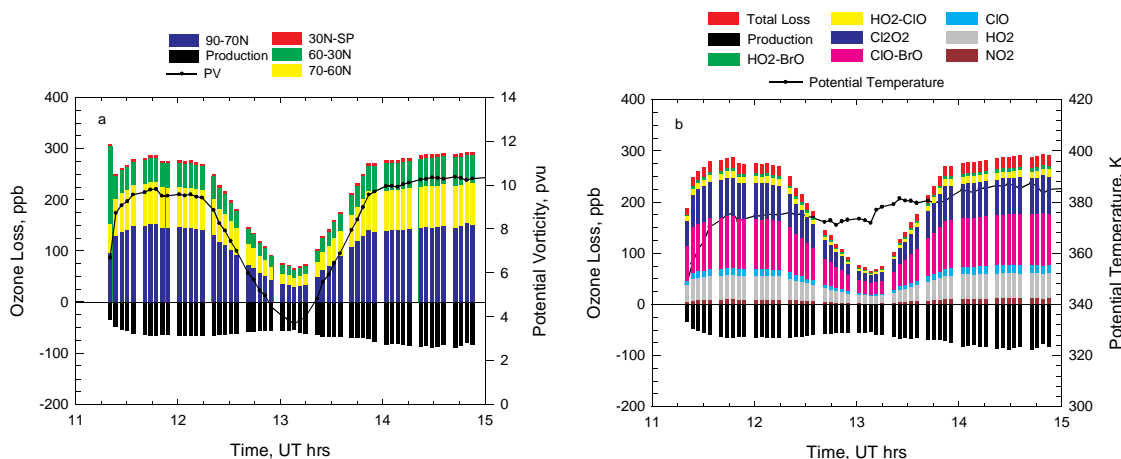 90-70N 30N-SP
Production 60-30N
PV 70-60N
Total Loss HO2-ClO ClO
Production Cl2O2 HO2
HO2-BrO ClO-BrO NO2
Potential Temperature
400 14 400 420
a b
300 12 300 400
10
200 200
8 380
100 100
6
0 0 360
4
-100 -100 340
2
-200 0 -200 320
300
11 12 13 14 15 11 12 13 14 15
Time, UT hrs Time, UT hrs
Ozone Loss, ppb
Potential Vorticity, pvu
Ozone Loss, ppb
Potential Temperature, K